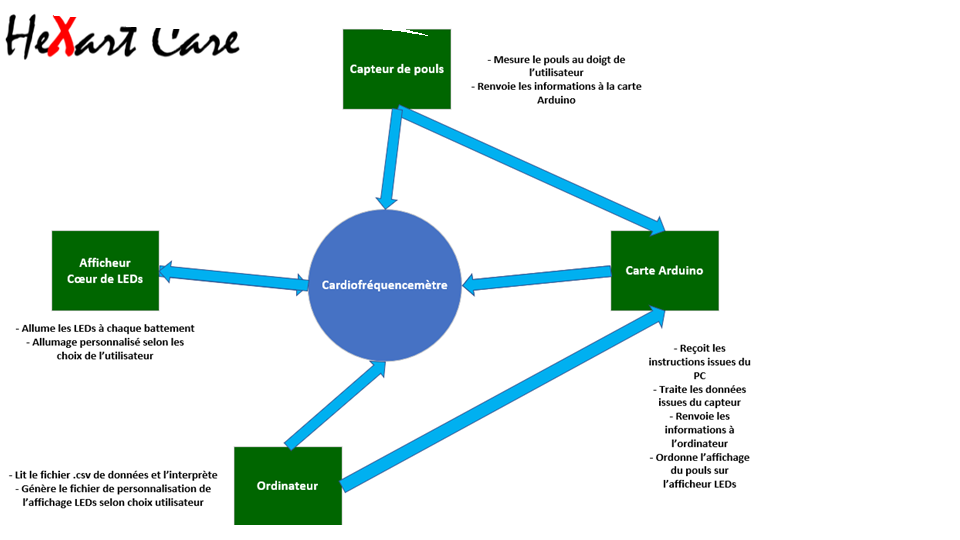 HeXart Care
Capteur de pouls
- Mesure le pouls au doigt de
l'utilisateur
- Renvoie les informations à la carte
Arduino
Afficheur
Cœur de LEDs
Cardiofréquencemètre
Carte Arduino
- Allume les LEDs à chaque battement
- Allumage personnalisé selon les
choix de l'utilisateur
- Reçoit les
instructions issues du
PC
- Traite les données
issues du capteur
- Renvoie les
informations à
l'ordinateur
- Ordonne l'affichage
du pouls sur
l'afficheur LEDs
- Lit le fichier .csv de données et l'interprète
- Génère le fichier de personnalisation de
l'affichage LEDs selon choix utilisateur
Ordinateur